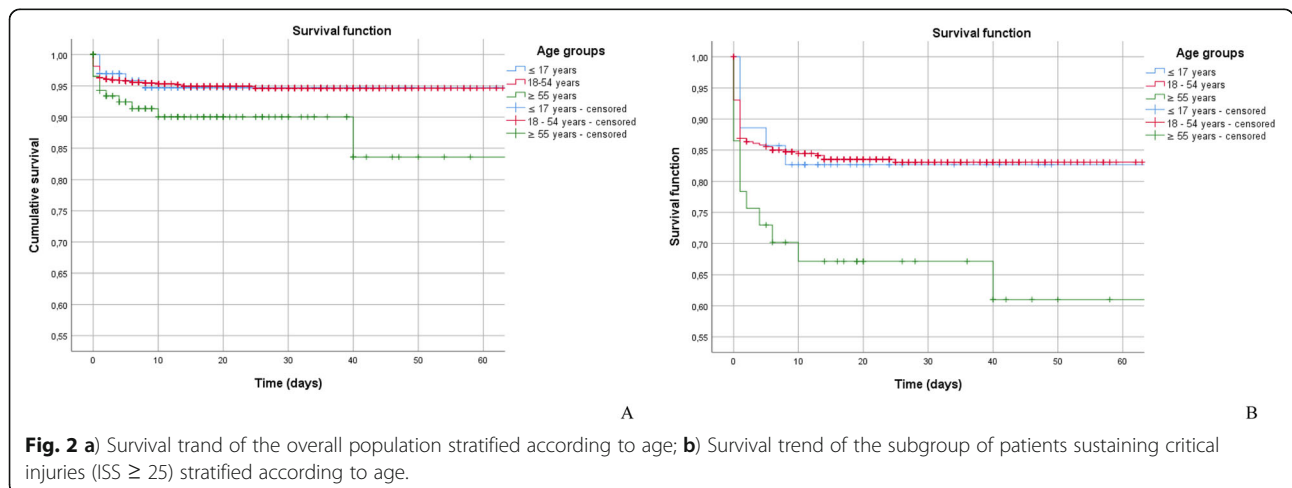 Survival function
Cumulative survival
1,00
0,95
0,90
0,85
0,80
0,75
0,70
0,65
0,60
0,55
0 10 20 30 40 50 60
Time (days)
Age groups
≤ 17 years
18-54 years
≥ 55 years
≤ 17 years - censored
18 - 54 years - censored
≥ 55 years - censored
A
Survival function
Survival function
1,00
0,95
0,90
0,85
0,80
0,75
0,70
0,65
0,60
0,55
0 10 20 30 40 50 60
Time (days)
Age groups
≤ 17 years
18 - 54 years
≥ 55 years
≤ 17 years - censored
18 - 54 years - censored
≥ 55 years - censored
B
Fig. 2 a) Survival trand of the overall population stratified according to age; b) Survival trend of the subgroup of patients sustaining critical
injuries (ISS ≥ 25) stratified according to age.